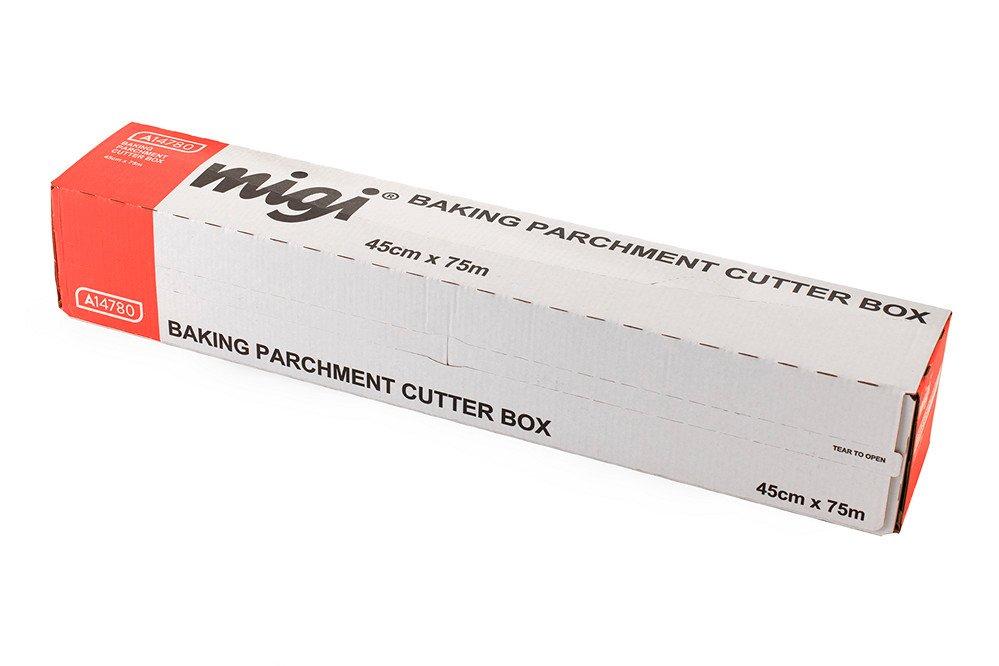 A14780
BAKING
PARCHMENT
CUTTER BOX
45cm x 75m
migi® BAKING PARCHMENT CUTTER BOX
45cm x 75m
A14780
BAKING PARCHMENT CUTTER BOX
TEAR TO OPEN
45cm x 75m